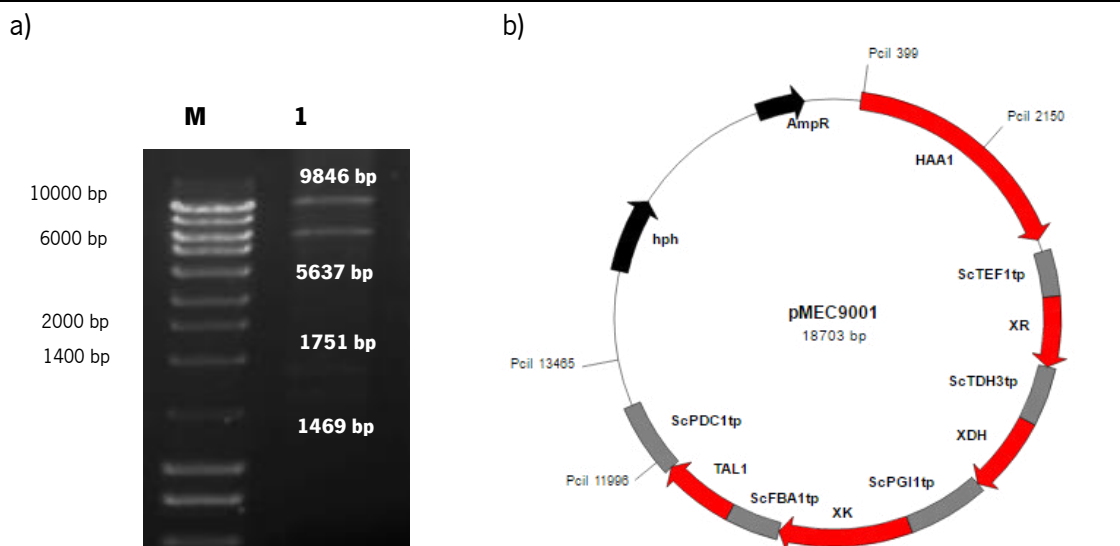 a)
b)
M 1
10000 bp
6000 bp
2000 bp
1400 bp
9846 bp
5637 bp
1751 bp
1469 bp
PciI 399
PciI 2150
AmpR
HAA1
hph
ScTEF1tp
pMEC9001
18703 bp
XR
PciI 13465
ScTDH3tp
ScPDC1tp
XDH
TAL1
ScPGI1tp
PciI 11996
ScFBA1tp
XK